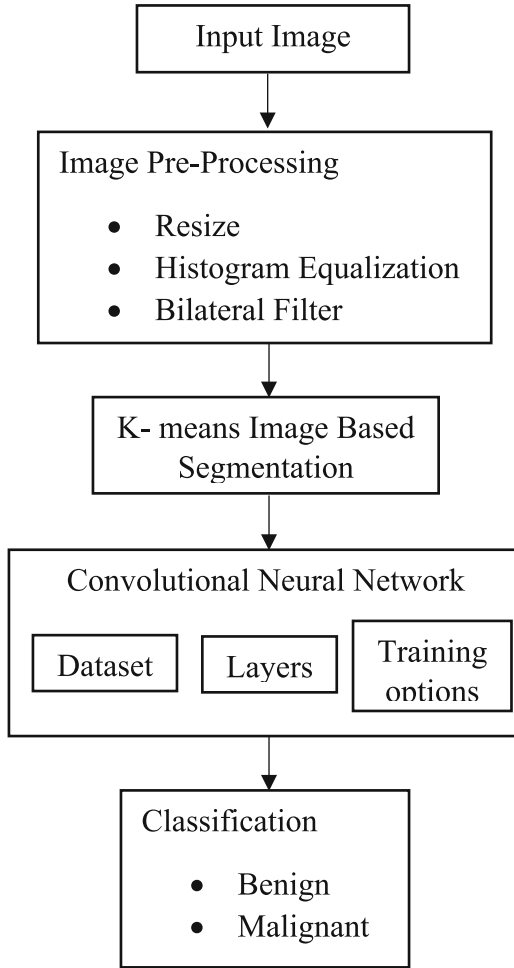 Input Image
Image Pre-Processing
• Resize
• Histogram Equalization
• Bilateral Filter
K- means Image Based
Segmentation
Convolutional Neural Network
Dataset
Layers
Training
options
Classification
• Benign
• Malignant